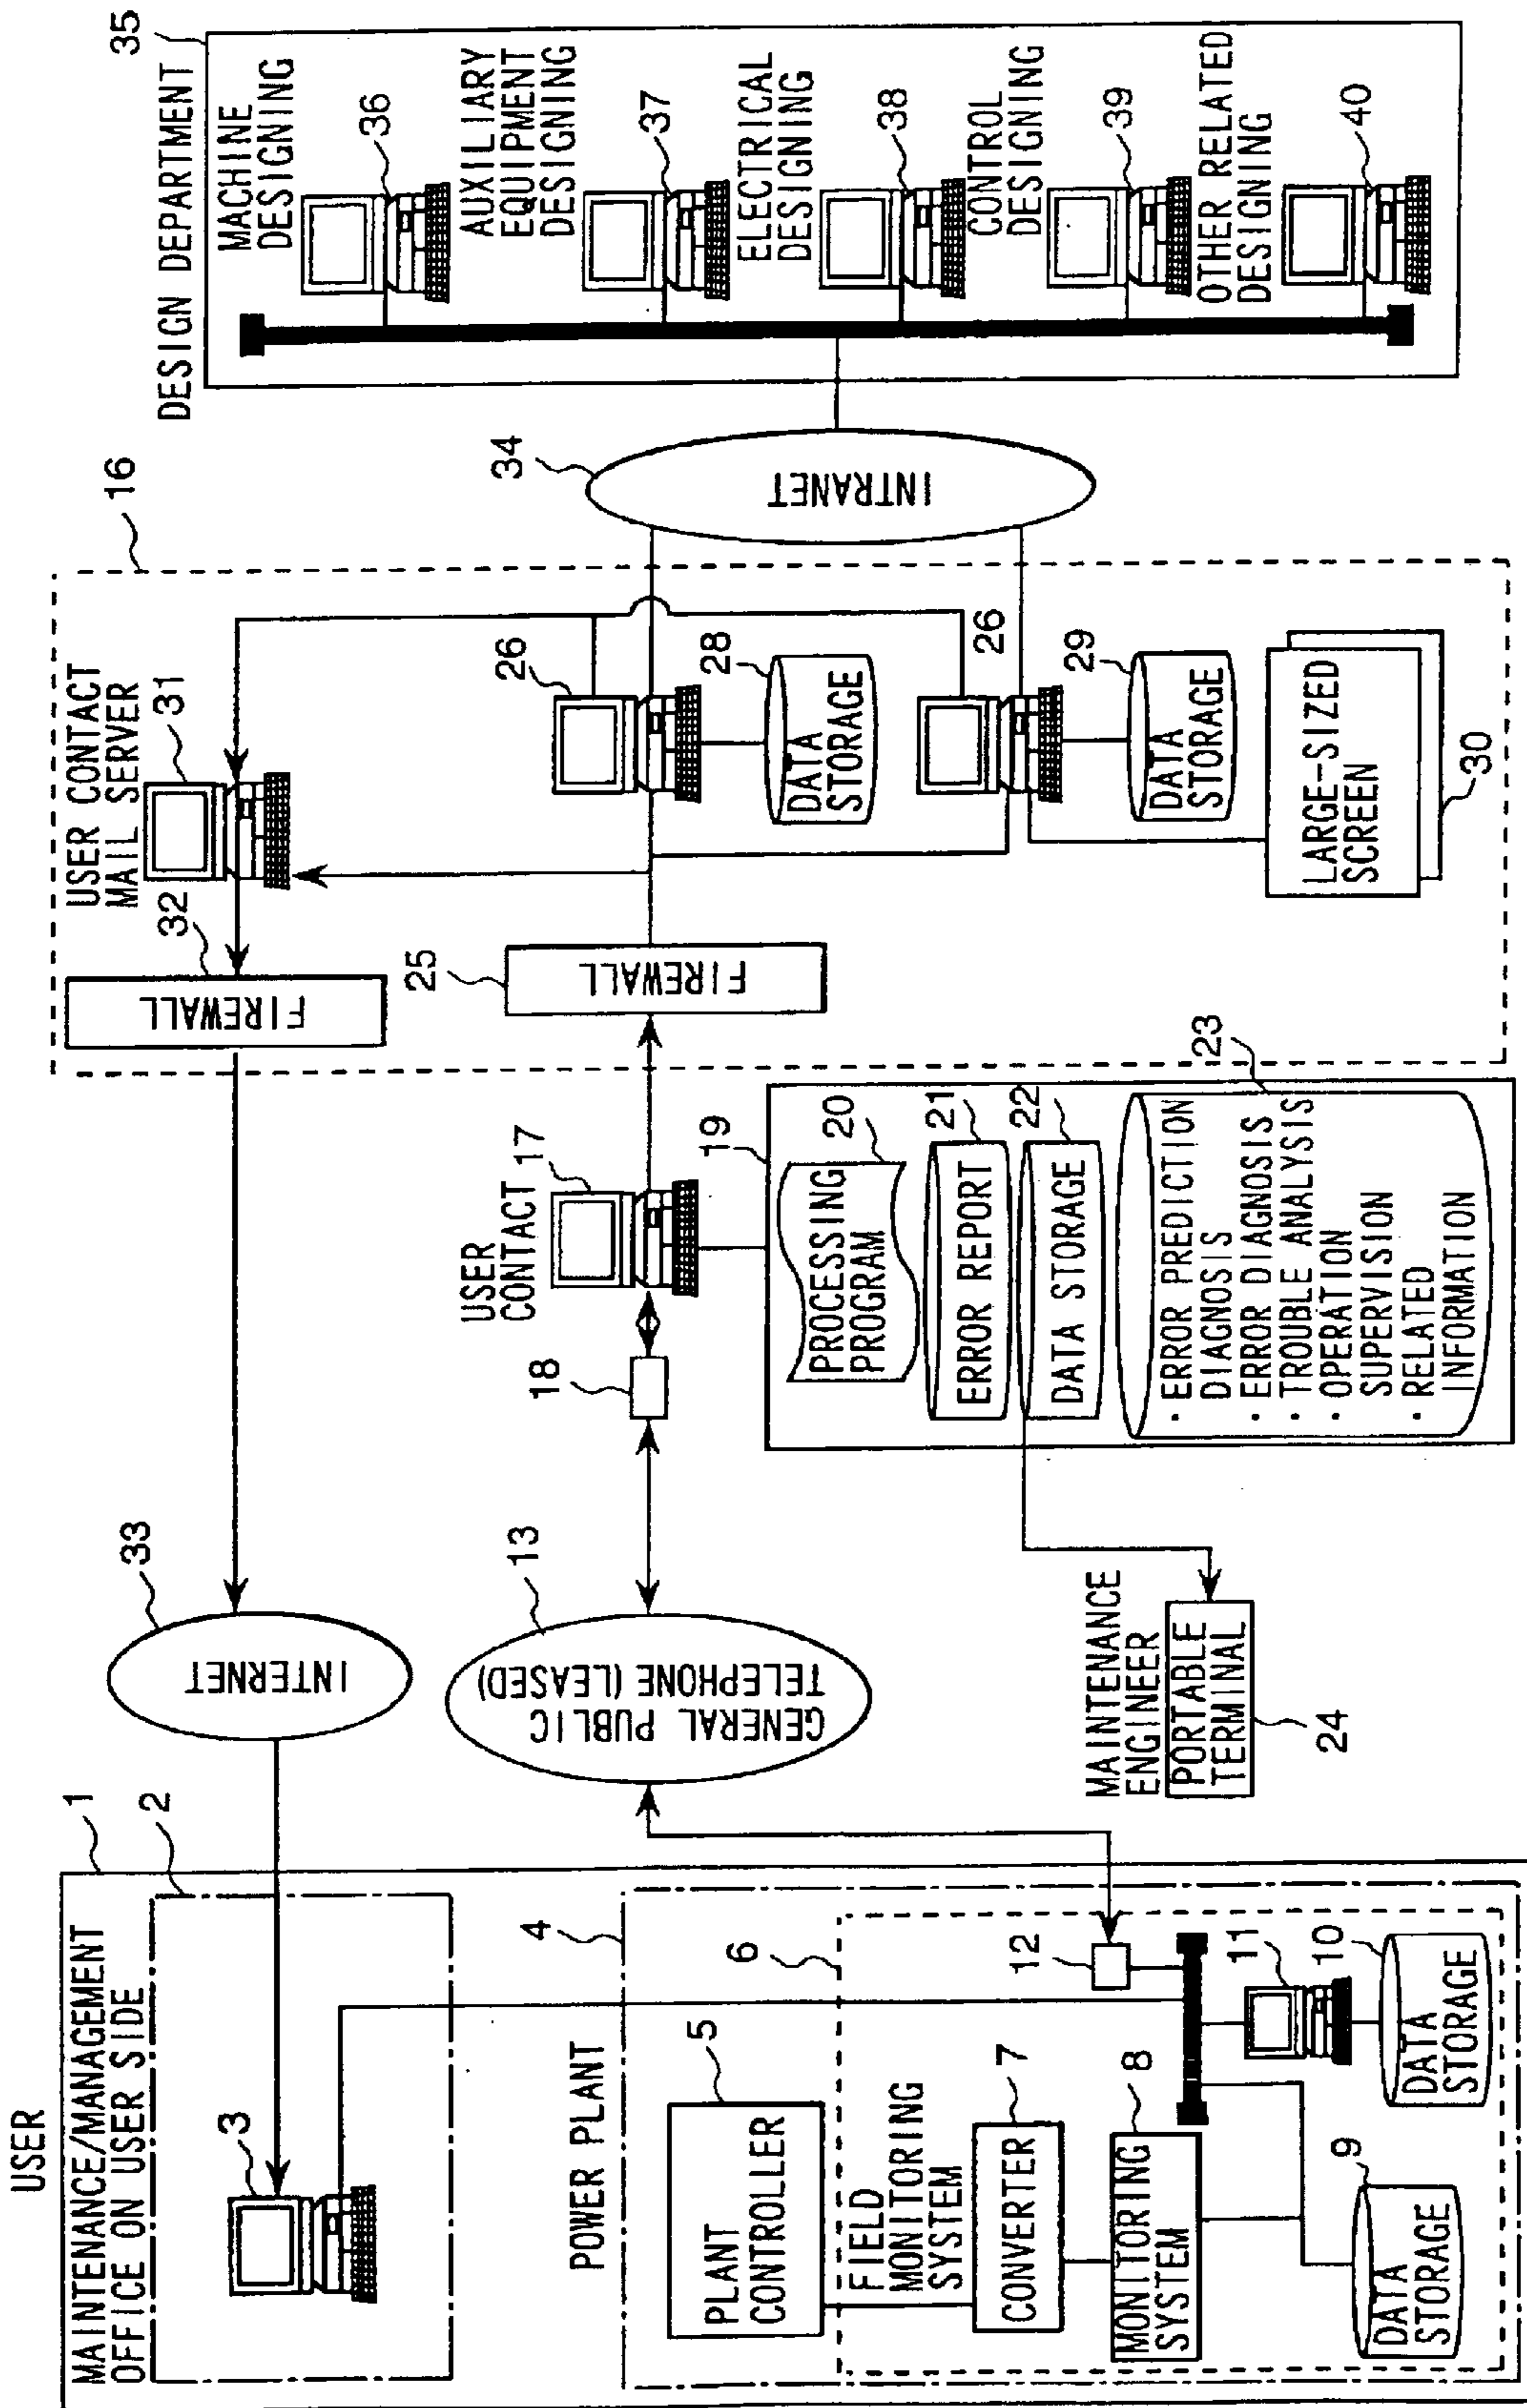 USER
1
MAINTENANCE/MANAGEMENT
OFFICE ON USER SIDE
2
3
POWER PLANT
4
PLANT
CONTROLLER
5
FIELD
MONITORING
SYSTEM
6
CONVERTER
7
MONITORING
SYSTEM
8
DATA
STORAGE
9
12
11
DATA
STORAGE
10
INTERNET
33
GENERAL PUBLIC
TELEPHONE (LEASED)
13
MAINTENANCE
ENGINEER
PORTABLE
TERMINAL
24
18
USER
CONTACT
17
19
PROCESSING
PROGRAM
20
ERROR REPORT
21
DATA STORAGE
22
· ERROR PREDICTION
DIAGNOSIS
· ERROR DIAGNOSIS
· TROUBLE ANALYSIS
· OPERATION
SUPERVISION
· RELATED
INFORMATION
23
16
USER CONTACT
MAIL SERVER
31
FIREWALL
32
FIREWALL
25
26
DATA
STORAGE
28
26
DATA
STORAGE
29
LARGE-SIZED
SCREEN
30
INTRANET
34
DESIGN DEPARTMENT
35
MACHINE
DESIGNING
36
AUXILIARY
EQUIPMENT
DESIGNING
37
ELECTRICAL
DESIGNING
38
CONTROL
DESIGNING
39
OTHER RELATED
DESIGNING
40